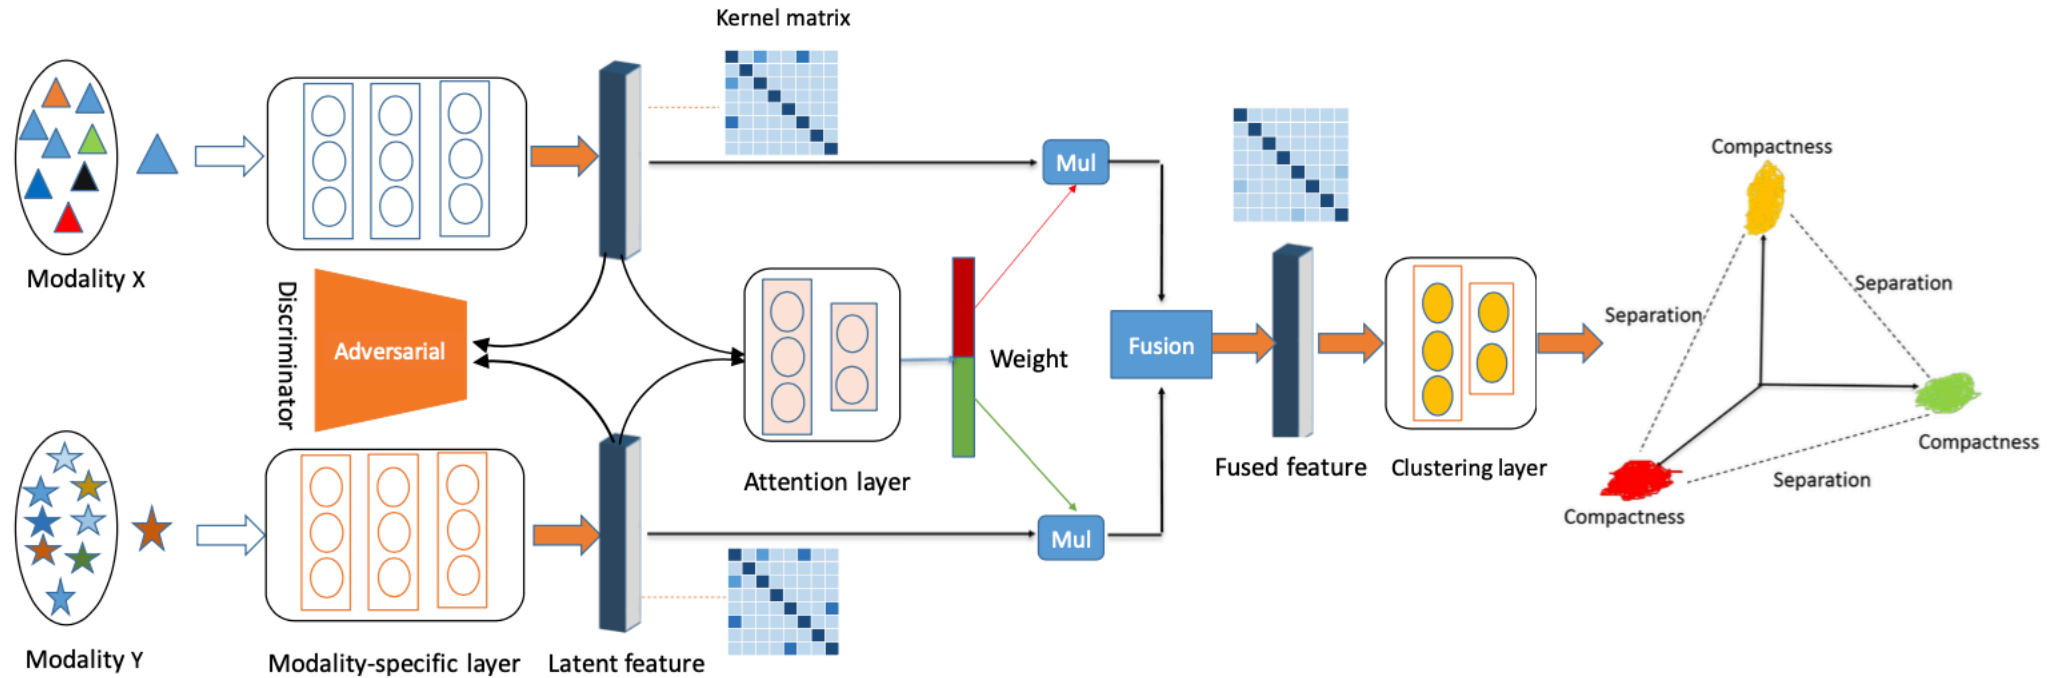 Kernel matrix
Modality X
Mul
Compactness
Separation
Separation
Discriminator
Adversarial
Weight
Fusion
Attention layer
Fused feature
Clustering layer
Compactness
Separation
Compactness
Mul
Modality Y
Modality-specific layer
Latent feature